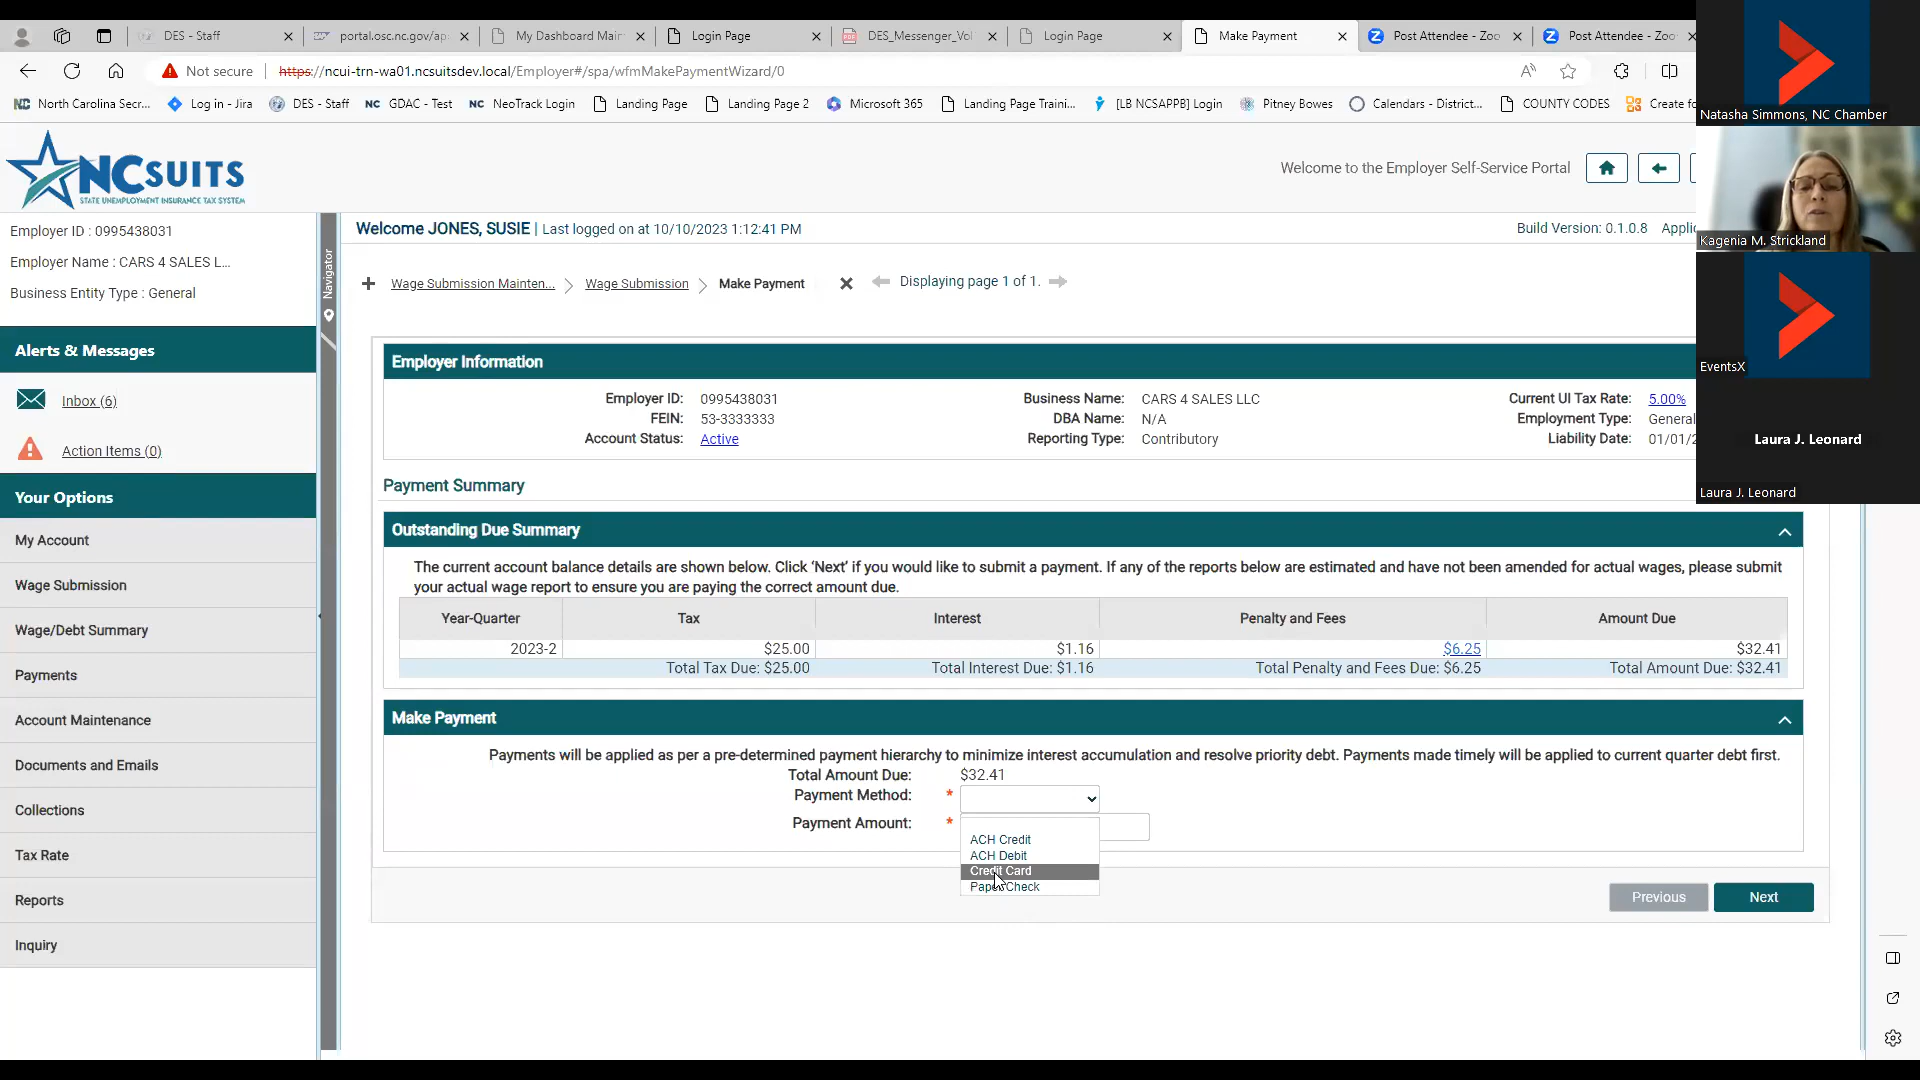 DES - Staff
portal.osc.nc.gov/ap
My Dashboard Main
Login Page
DES_Messenger_Vol
Login Page
Make Payment
Post Attendee - Zoo
Post Attendee - Zoo
Not secure
https://ncui-trn-wa01.ncsuitsdev.local/Employer#/spa/wfmMakePaymentWizard/0
North Carolina Secr...
Log in - Jira
DES - Staff
NC GDAC - Test
NC NeoTrack Login
Landing Page
Landing Page 2
Microsoft 365
Landing Page Traini...
[LB NCSAPPB] Login
Pitney Bowes
Calendars - District...
COUNTY CODES
Create fo
Natasha Simmons, NC Chamber
Kagenia M. Strickland
EventsX
Laura J. Leonard
Laura J. Leonard
NCSUITS
STATE UNEMPLOYMENT INSURANCE TAX SYSTEM
Welcome to the Employer Self-Service Portal
Employer ID : 0995438031
Employer Name : CARS 4 SALES L...
Business Entity Type : General
Alerts & Messages
Inbox (6)
Action Items (0)
Your Options
My Account
Wage Submission
Wage/Debt Summary
Payments
Account Maintenance
Documents and Emails
Collections
Tax Rate
Reports
Inquiry
Navigator
Welcome JONES, SUSIE | Last logged on at 10/10/2023 1:12:41 PM
Build Version: 0.1.0.8 Applic
Wage Submission Mainten... Wage Submission Make Payment Displaying page 1 of 1.
Employer Information
Employer ID: 0995438031 Business Name: CARS 4 SALES LLC Current UI Tax Rate: 5.00%
FEIN: 53-3333333 DBA Name: N/A Employment Type: General
Account Status: Active Reporting Type: Contributory Liability Date: 01/01/2
Payment Summary
Outstanding Due Summary
The current account balance details are shown below. Click ‘Next’ if you would like to submit a payment. If any of the reports below are estimated and have not been amended for actual wages, please submit
your actual wage report to ensure you are paying the correct amount due.
Year-Quarter Tax Interest Penalty and Fees Amount Due
2023-2 $25.00 $1.16 $6.25 $32.41
Total Tax Due: $25.00 Total Interest Due: $1.16 Total Penalty and Fees Due: $6.25 Total Amount Due: $32.41
Make Payment
Payments will be applied as per a pre-determined payment hierarchy to minimize interest accumulation and resolve priority debt. Payments made timely will be applied to current quarter debt first.
Total Amount Due: $32.41
Payment Method: *
Payment Amount: *
ACH Credit
ACH Debit
Credit Card
Paper Check
Previous Next